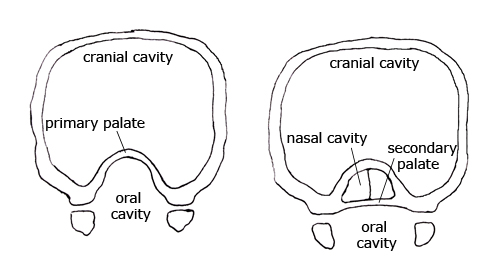 cranial cavity
primary palate
oral
cavity
cranial cavity
nasal cavity
secondary
palate
oral
cavity